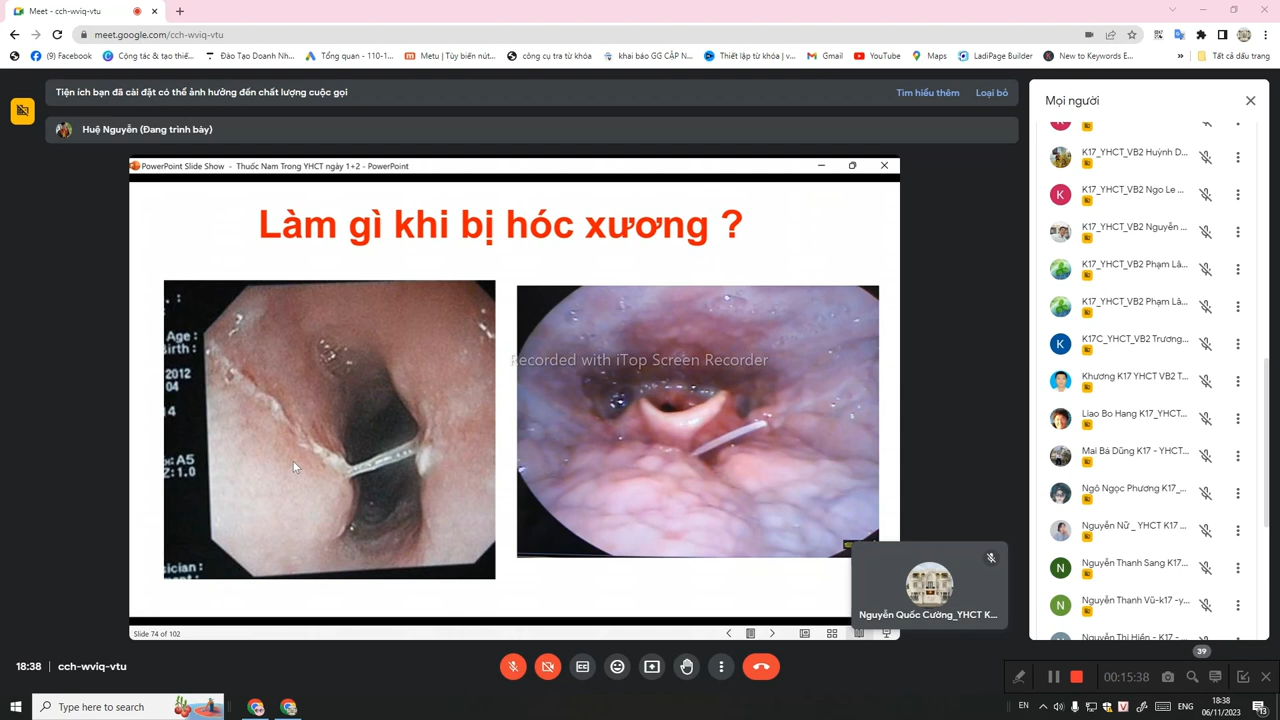 Meet - cch-wviq-vtu
meet.google.com/cch-wviq-vtu
(3) Facebook
Công tác & tạo thiế...
Đào Tạo Doanh Nh...
Tổng quan - 110-1...
Metu | Tùy biến nút...
công cụ tra từ khóa
khai báo GG CẬP N...
Thiết lập từ khóa | v...
Gmail
YouTube
Maps
LadiPage Builder
New to Keywords E...
Tất cả dấu trang
Tiện ích bạn đã cài đặt có thể ảnh hưởng đến chất lượng cuộc gọi
Tìm hiểu thêm
Loại bỏ
Huệ Nguyễn (Đang trình bày)
PowerPoint Slide Show - Thuốc Nam Trong YHCT ngày 1+2 - PowerPoint
Làm gì khi bị hóc xương ?
Age:
2012
04
14
:A5
Z:1.0
Recorded with iTop Screen Recorder
Nguyễn Quốc Cường_YHCT K...
Slide 74 of 102
Mọi người
K17_YHCT_VB2 Huỳnh D...
K17_YHCT_VB2 Ngo Le ...
K17_YHCT_VB2 Nguyễn ...
K17_YHCT_VB2 Phạm Lâ...
K17_YHCT_VB2 Phạm Lâ...
K17C_YHCT_VB2 Trương...
Khương K17 YHCT VB2 T...
Liao Bo Hang K17_YHCT...
Mai Bá Dũng K17 - YHCT...
Ngô Ngọc Phương K17_...
Nguyễn Nữ _ YHCT K17 ...
Nguyễn Thanh Sang K17...
Nguyễn Thanh Vũ-k17 -y...
Nguyễn Thị Hiền - K17 -...
39
18:38
cch-wviq-vtu
00:15:38
Type here to search
EN
ENG
18:38
06/11/2023
13